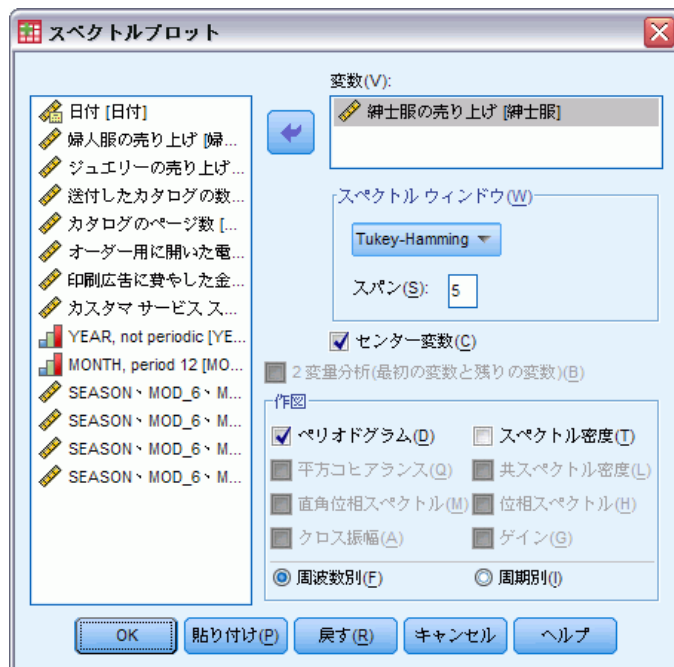 スペクトルプロット
変数(V):
日付 [日付]
婦人服の売り上げ [婦...
ジュエリーの売り上げ...
送付したカタログの数...
カタログのページ数 [...
オーダー用に開いた電...
印刷広告に費やした金...
カスタマ サービス ス...
YEAR, not periodic [YE...
MONTH, period 12 [MO...
SEASON、MOD_6、M...
SEASON、MOD_6、M...
SEASON、MOD_6、M...
SEASON、MOD_6、M...
紳士服の売り上げ [紳士服]
スペクトル ウィンドウ(W)
Tukey-Hamming
スパン(S): 5
センター変数(C)
2 変量分析(最初の変数と残りの変数)(B)
作図
ペリオドグラム(D) スペクトル密度(T)
平方コヒアランス(Q) 共スペクトル密度(L)
直角位相スペクトル(M) 位相スペクトル(H)
クロス振幅(A) ゲイン(G)
周波数別(F) 周期別(I)
OK 貼り付け(P) 戻す(R) キャンセル ヘルプ